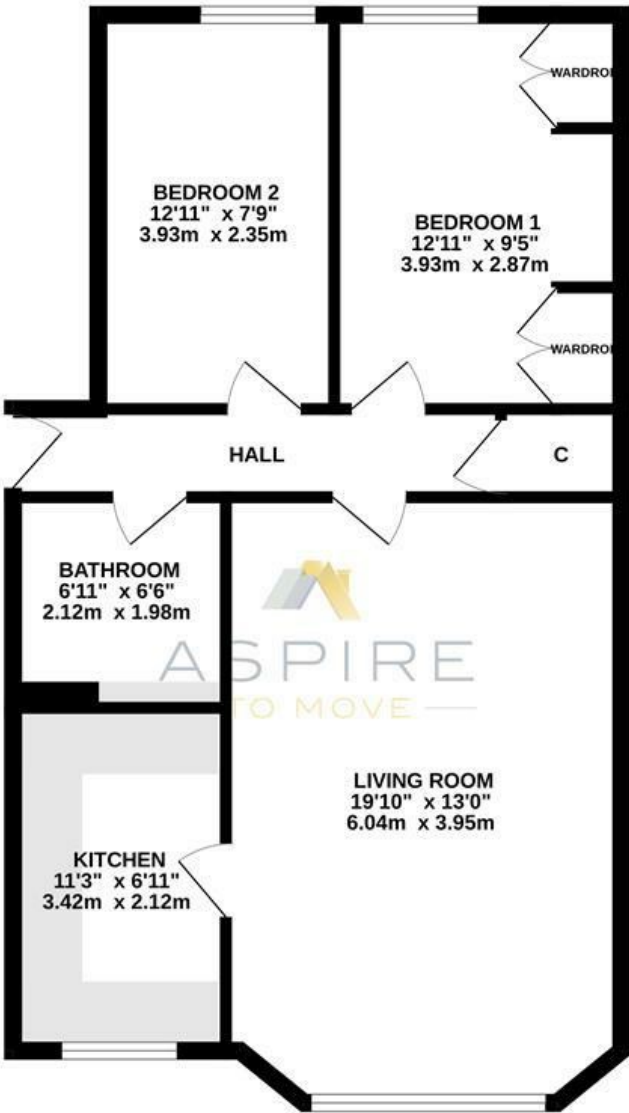 WARDROI
BEDROOM 2
12'11" x 7'9"
3.93m x 2.35m
BEDROOM 1
12'11" x 9'5"
3.93m x 2.87m
WARDROI
HALL
C
BATHROOM
6'11" x 6'6"
2.12m x 1.98m
ASPIRE
TO MOVE
LIVING ROOM
19'10" x 13'0"
6.04m x 3.95m
KITCHEN
11'3" x 6'11"
3.42m x 2.12m